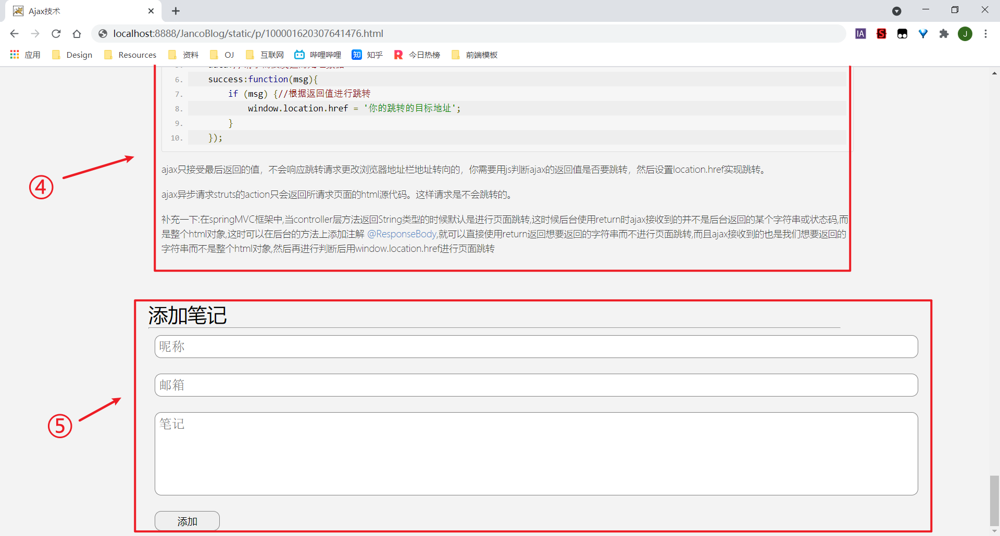 Ajax技术
localhost:8888/JancoBlog/static/p/100001620307641476.html
IA
S
J
应用
Design
Resources
资料
OJ
互联网
哔哩哔哩
知 知乎
R 今日热榜
前端模板
6. success:function(msg){
7. if (msg) {//根据返回值进行跳转
8. window.location.href = '你的跳转的目标地址';
9. }
10. });
ajax只接受最后返回的值，不会响应跳转请求更改浏览器地址栏地址转向的，你需要用js判断ajax的返回值是否要跳转，然后设置location.href实现跳转。
ajax异步请求struts的action只会返回所请求页面的html源代码。这样请求是不会跳转的。
补充一下:在springMVC框架中,当controller层方法返回String类型的时候默认是进行页面跳转,这时候后台使用return时ajax接收到的并不是后台返回的某个字符串或状态码,而
是整个html对象,这时可以在后台的方法上添加注解 @ResponseBody,就可以直接使用return返回想要返回的字符串而不进行页面跳转,而且ajax接收到的也是我们想要返回的
字符串而不是整个html对象,然后再进行判断后用window.location.href进行页面跳转
④
添加笔记
昵称
邮箱
笔记
⑤
添加